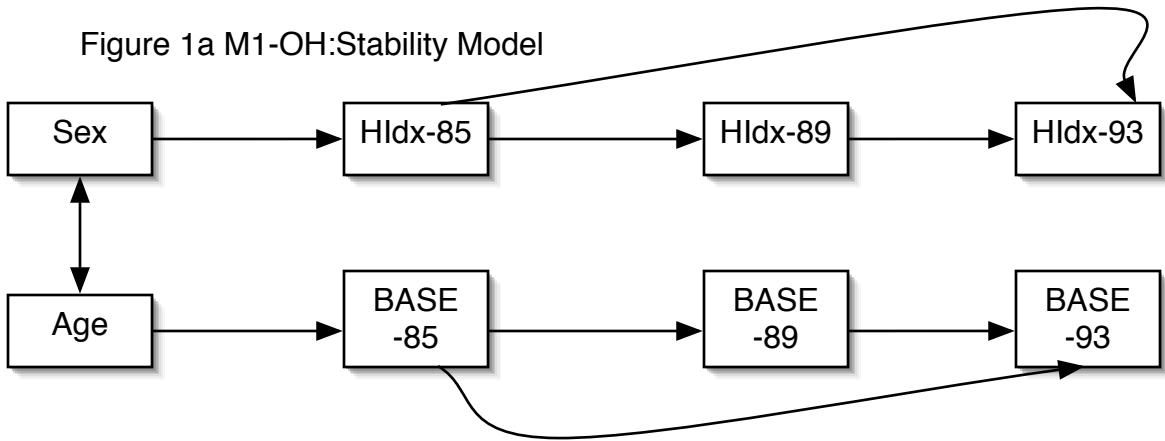 Figure 1a M1-OH:Stability Model
Sex
HIdx-85
HIdx-89
HIdx-93
Age
BASE
-85
BASE
-89
BASE
-93